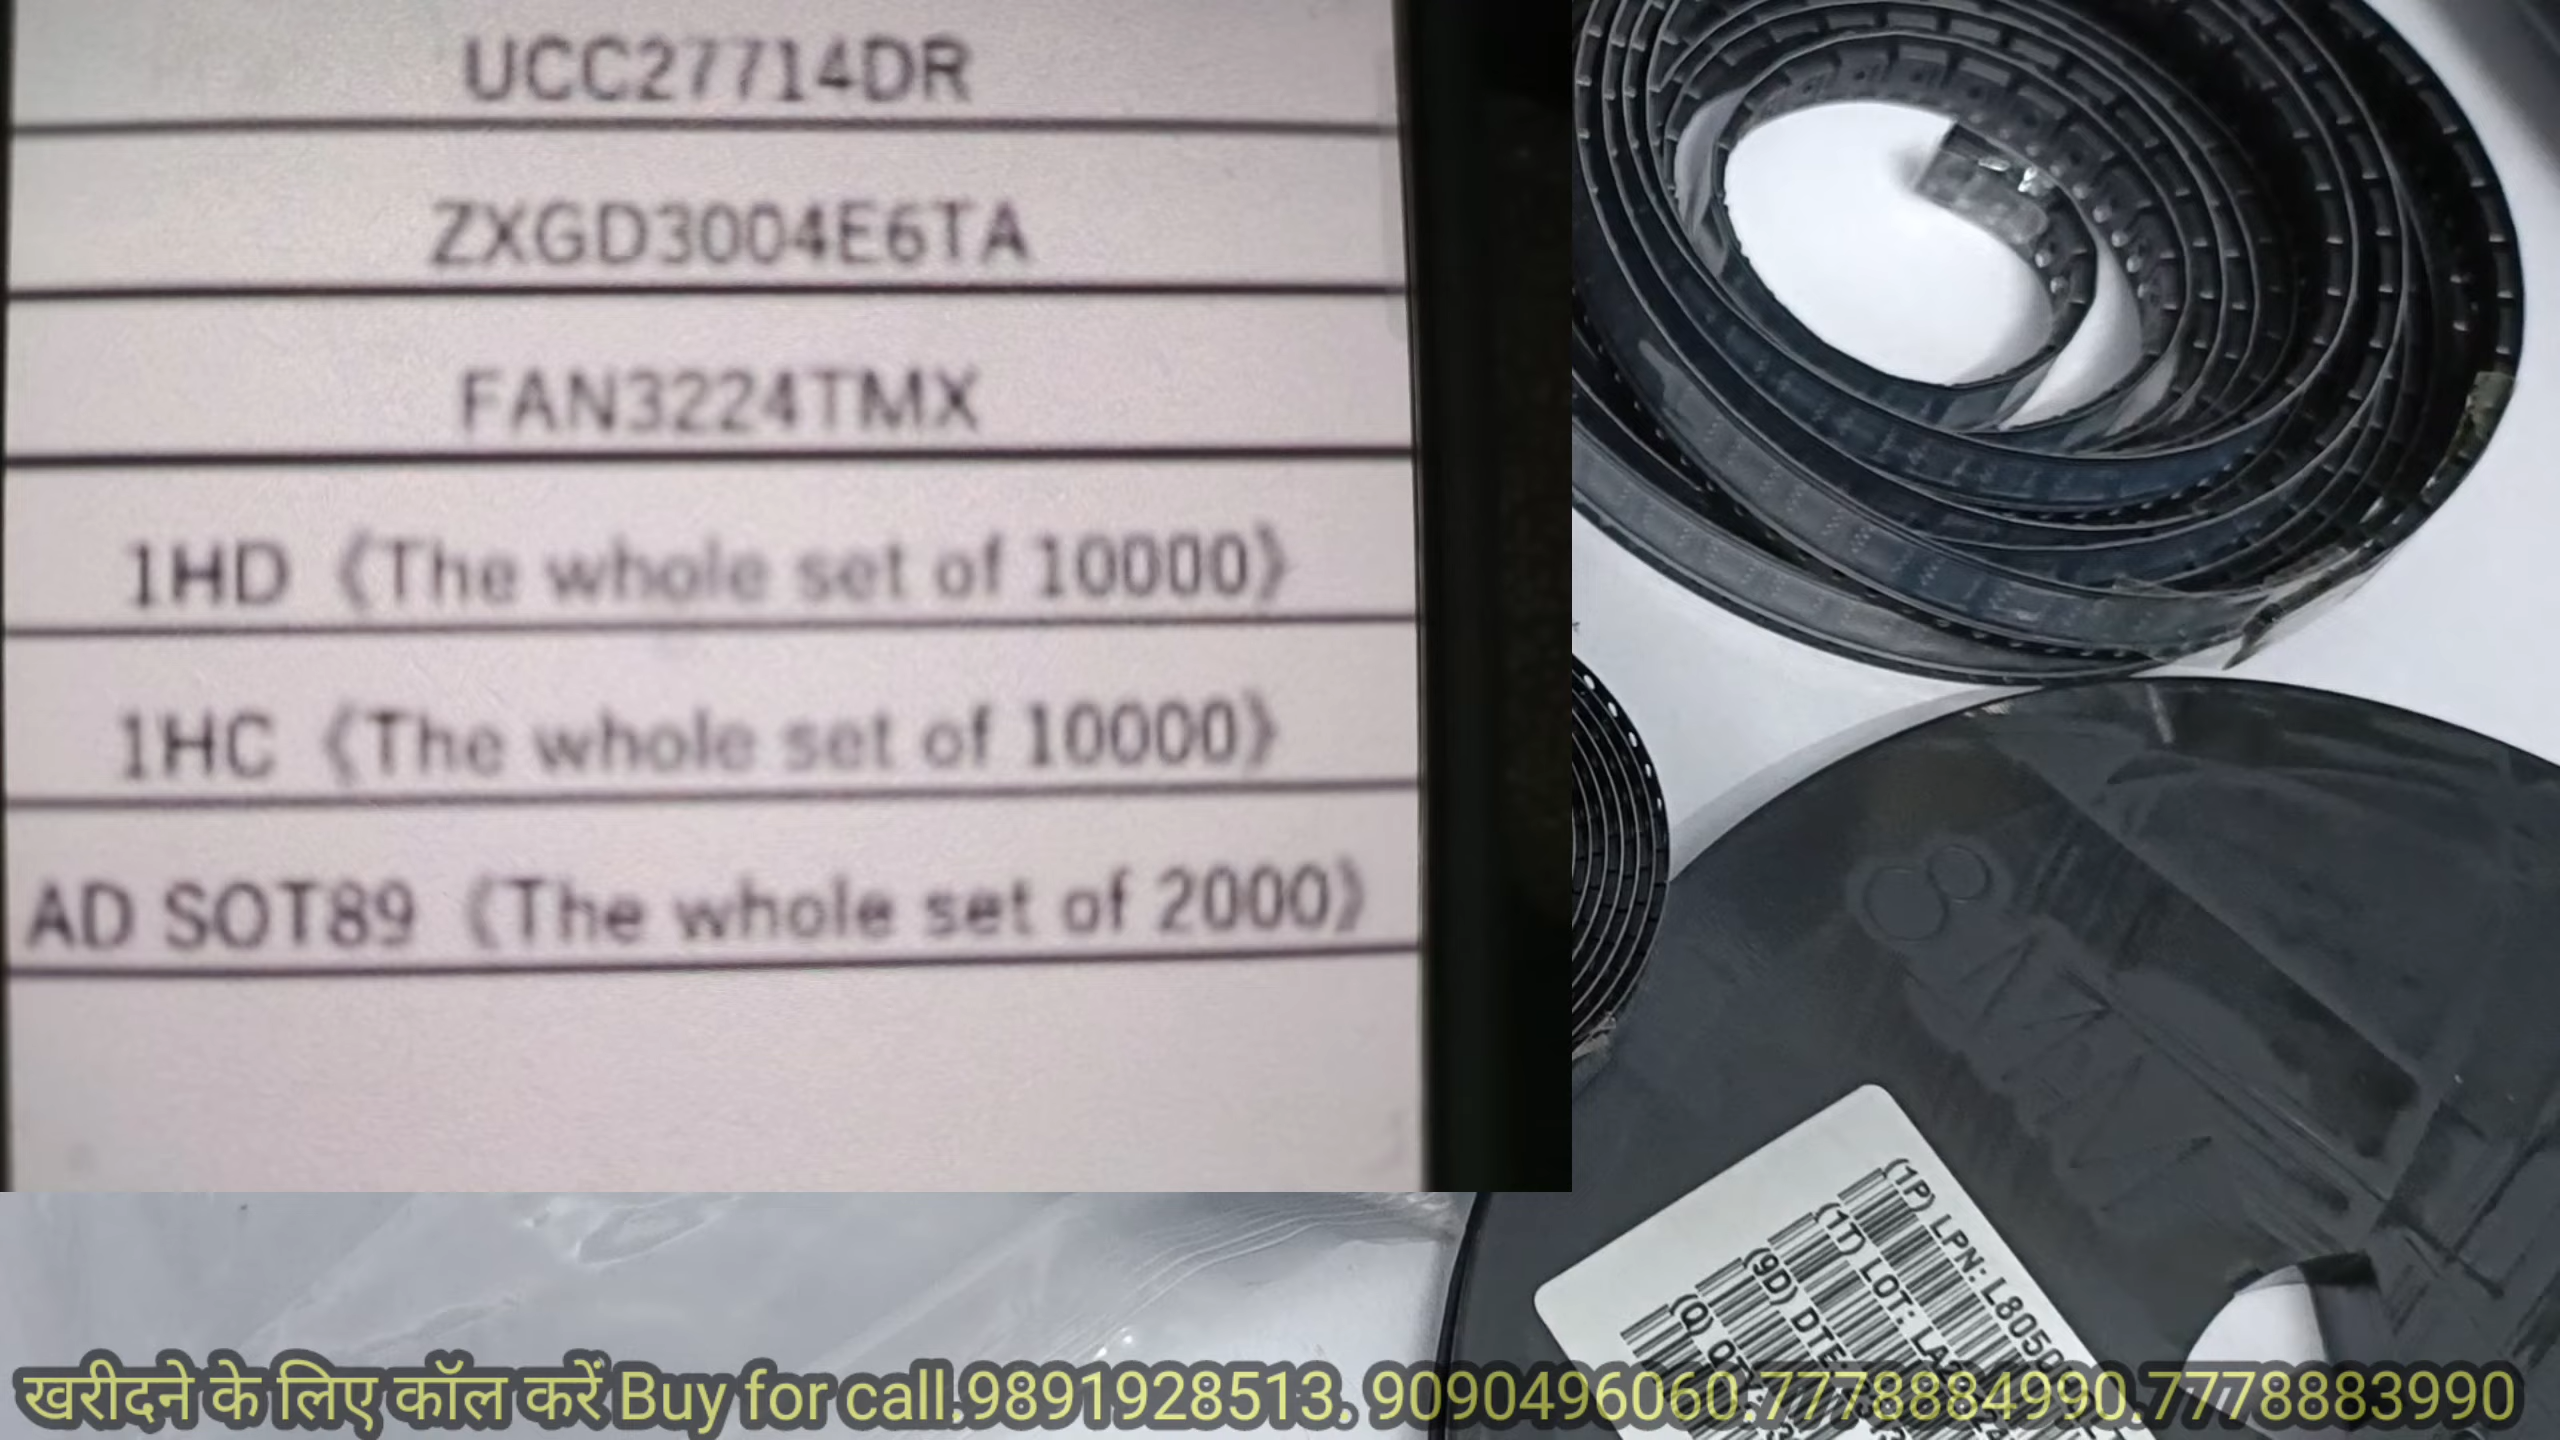 UCC27714DR
ZXGD3004E6TA
FAN3224TMX
1HD《The whole set of 10000》
1HC《The whole set of 10000》
AD SOT89《The whole set of 2000》
(1P) LPN: L8050
(1T) LOT:
(9D) DTE:
(Q)
खरीदने के लिए कॉल करें Buy for call.9891928513. 9090496060.7778884990.7778883990